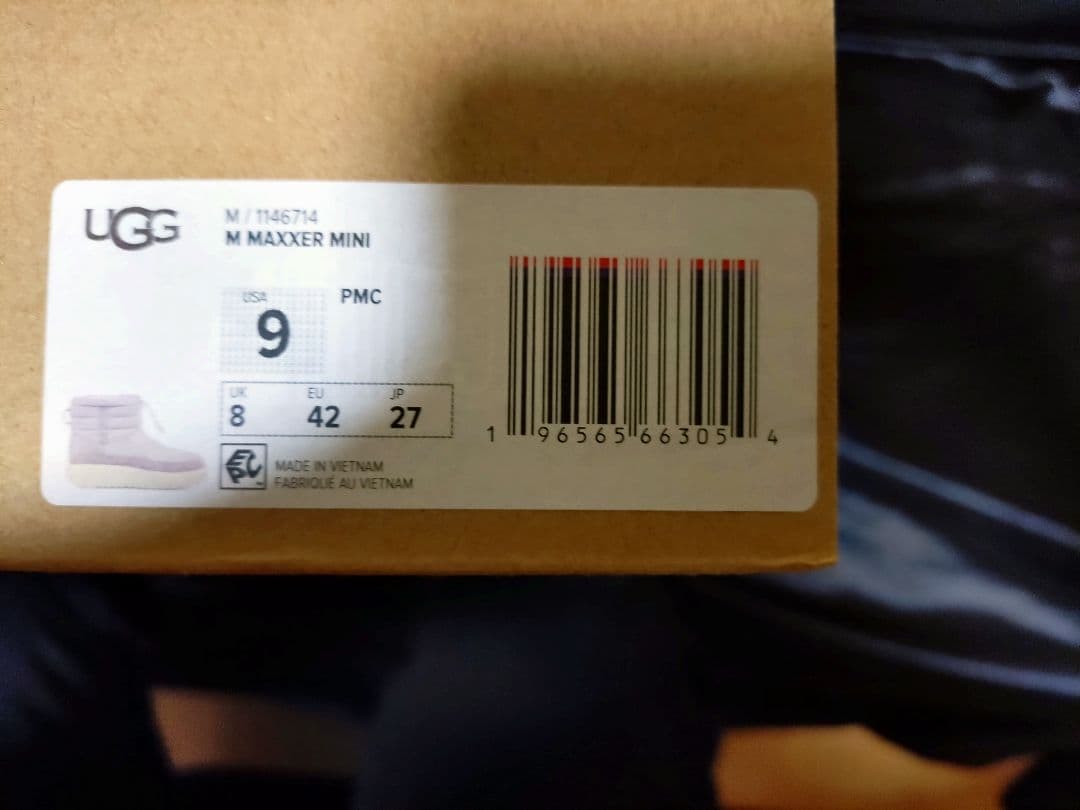 UGG
M / 1146714
M MAXXER MINI
USA
9
PMC
UK EU JP
8 42 27
MADE IN VIETNAM
FABRIQUÉ AU VIETNAM
1 96565 66305 4